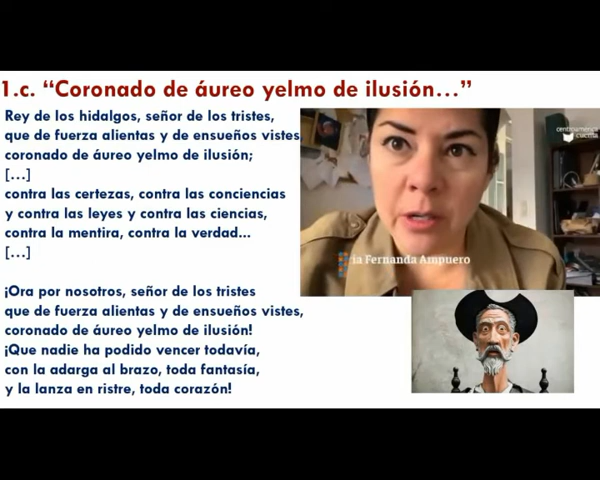 1.c. “Coronado de áureo yelmo de ilusión…”
Rey de los hidalgos, señor de los tristes,
que de fuerza alientas y de ensueños vistes,
coronado de áureo yelmo de ilusión;
[…]
contra las certezas, contra las conciencias
y contra las leyes y contra las ciencias,
contra la mentira, contra la verdad…
[…]
¡Ora por nosotros, señor de los tristes
que de fuerza alientas y de ensueños vistes,
coronado de áureo yelmo de ilusión!
¡Que nadie ha podido vencer todavía,
con la adarga al brazo, toda fantasía,
y la lanza en ristre, toda corazón!
centroamérica
cuenta
ía Fernanda Ampuero